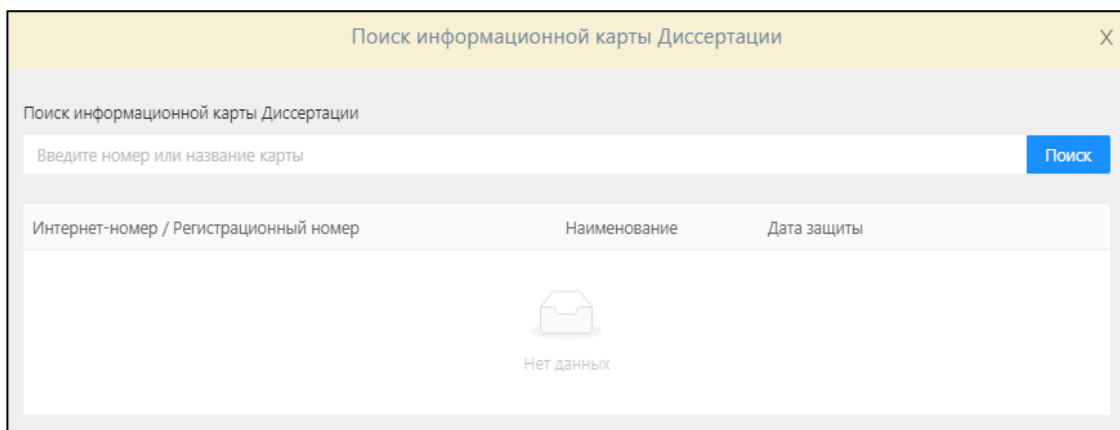 Поиск информационной карты Диссертации X
Поиск информационной карты Диссертации
Введите номер или название карты Поиск
Интернет-номер / Регистрационный номер Наименование Дата защиты
Нет данных